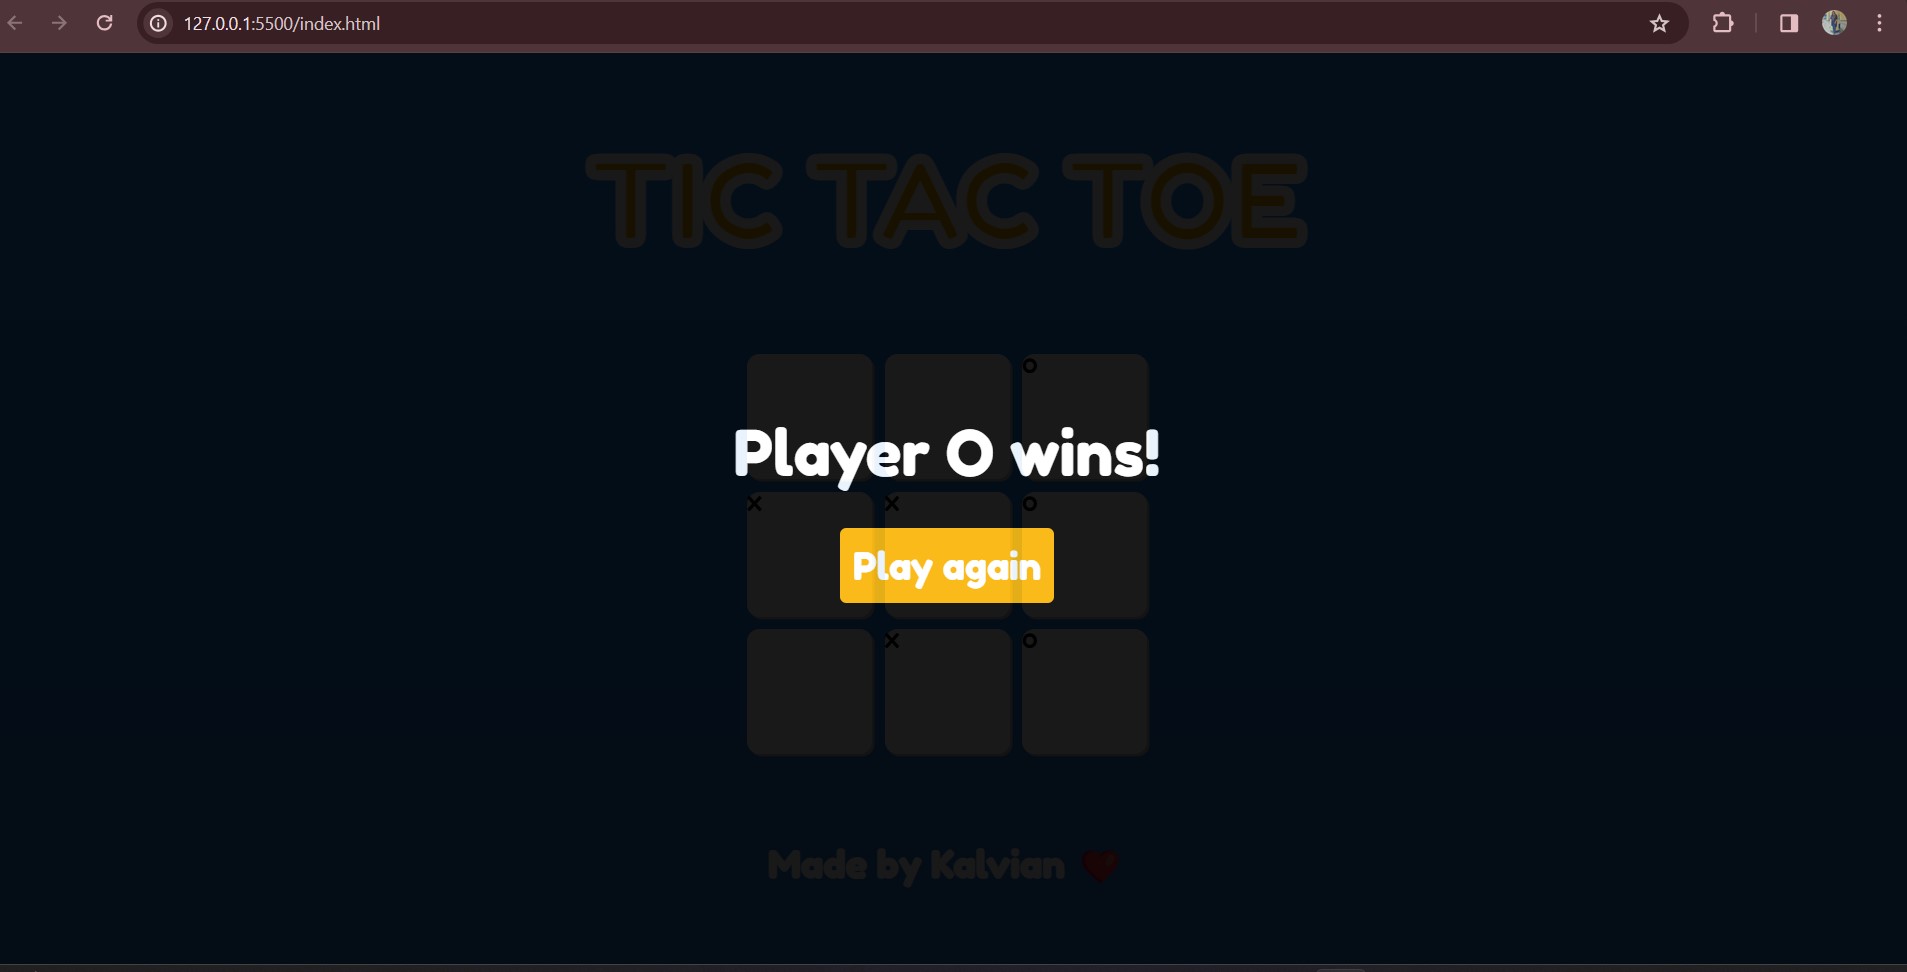 127.0.0.1:5500/index.html
TIC TAC TOE
O
Player O wins!
X X O
Play again
X O
Made by Kalvian ❤️